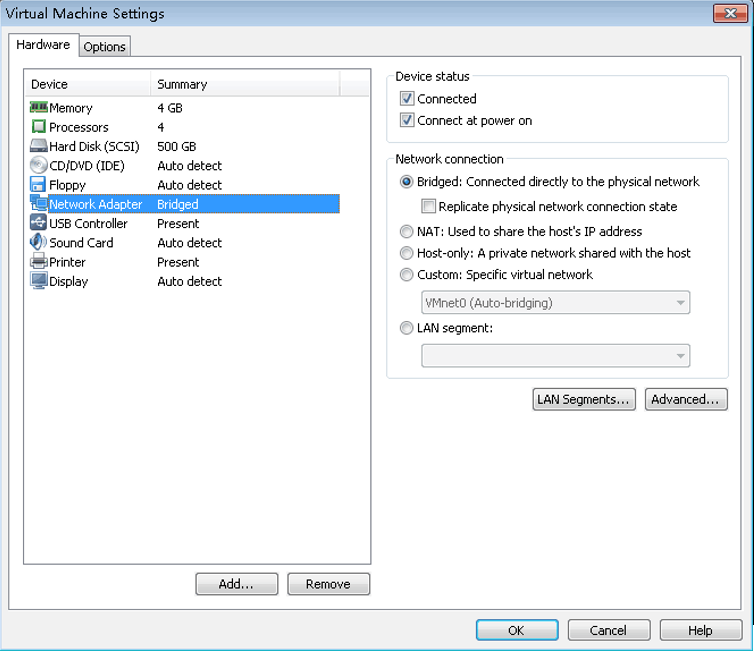 Virtual Machine Settings
Hardware
Options
Device Summary
Memory 4 GB
Processors 4
Hard Disk (SCSI) 500 GB
CD/DVD (IDE) Auto detect
Floppy Auto detect
Network Adapter Bridged
USB Controller Present
Sound Card Auto detect
Printer Present
Display Auto detect
Add...
Remove
Device status
Connected
Connect at power on
Network connection
Bridged: Connected directly to the physical network
Replicate physical network connection state
NAT: Used to share the host's IP address
Host-only: A private network shared with the host
Custom: Specific virtual network
VMnet0 (Auto-bridging)
LAN segment:
LAN Segments...
Advanced...
OK
Cancel
Help